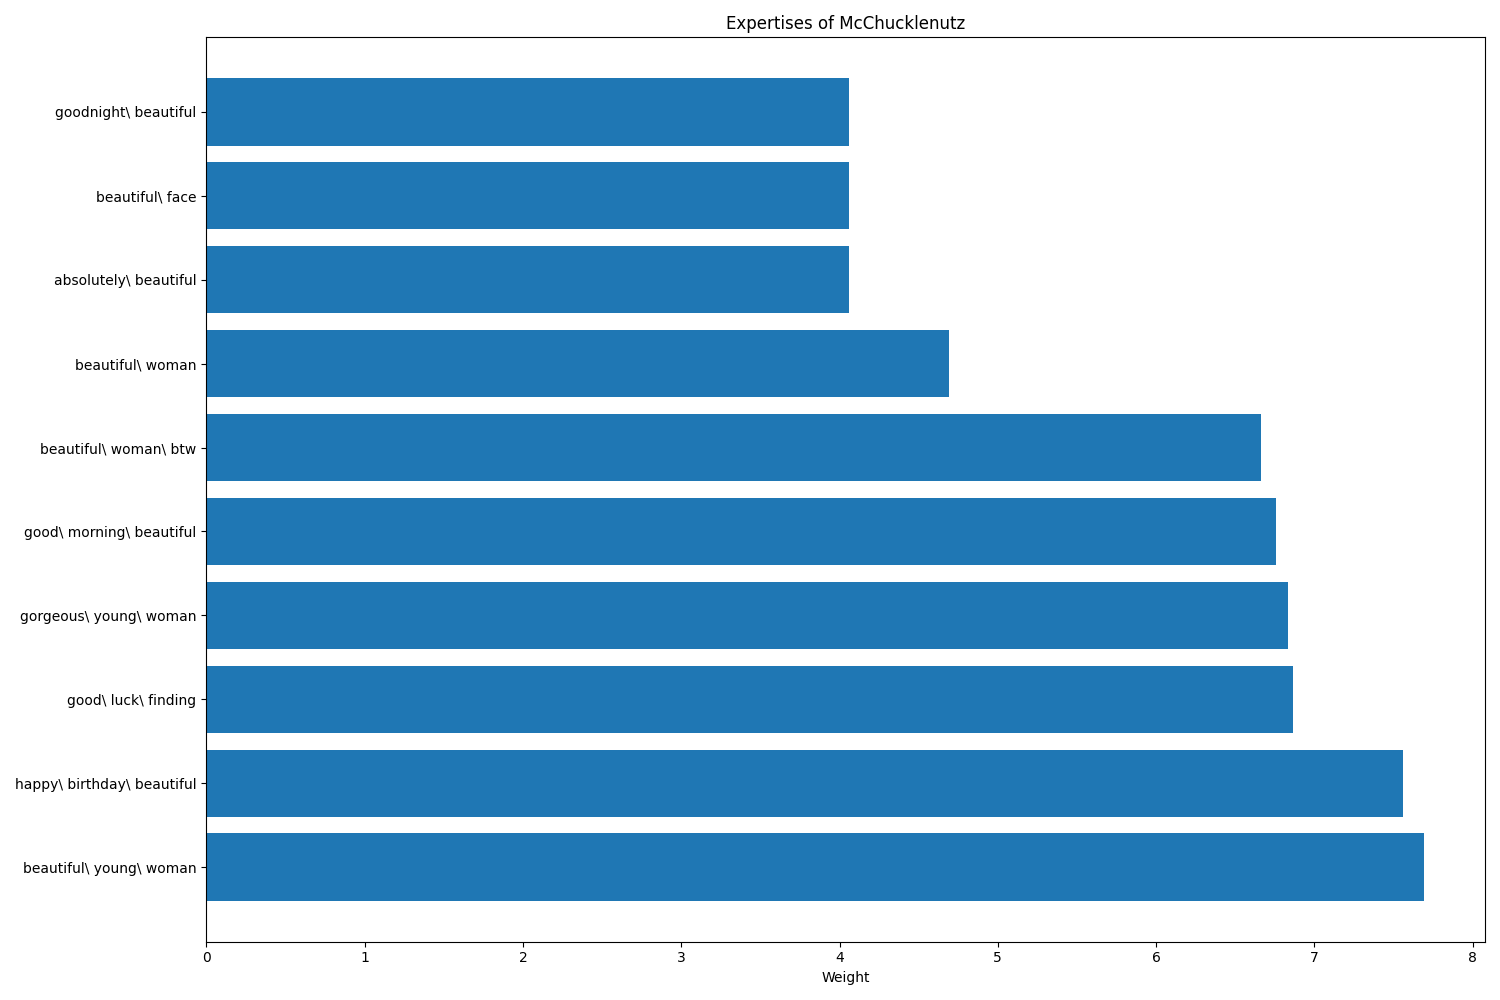 Expertises of McChucklenutz
goodnight\ beautiful
beautiful\ face
absolutely\ beautiful
beautiful\ woman
beautiful\ woman\ btw
good\ morning\ beautiful
gorgeous\ young\ woman
good\ luck\ finding
happy\ birthday\ beautiful
beautiful\ young\ woman
0 1 2 3 4 5 6 7 8
Weight